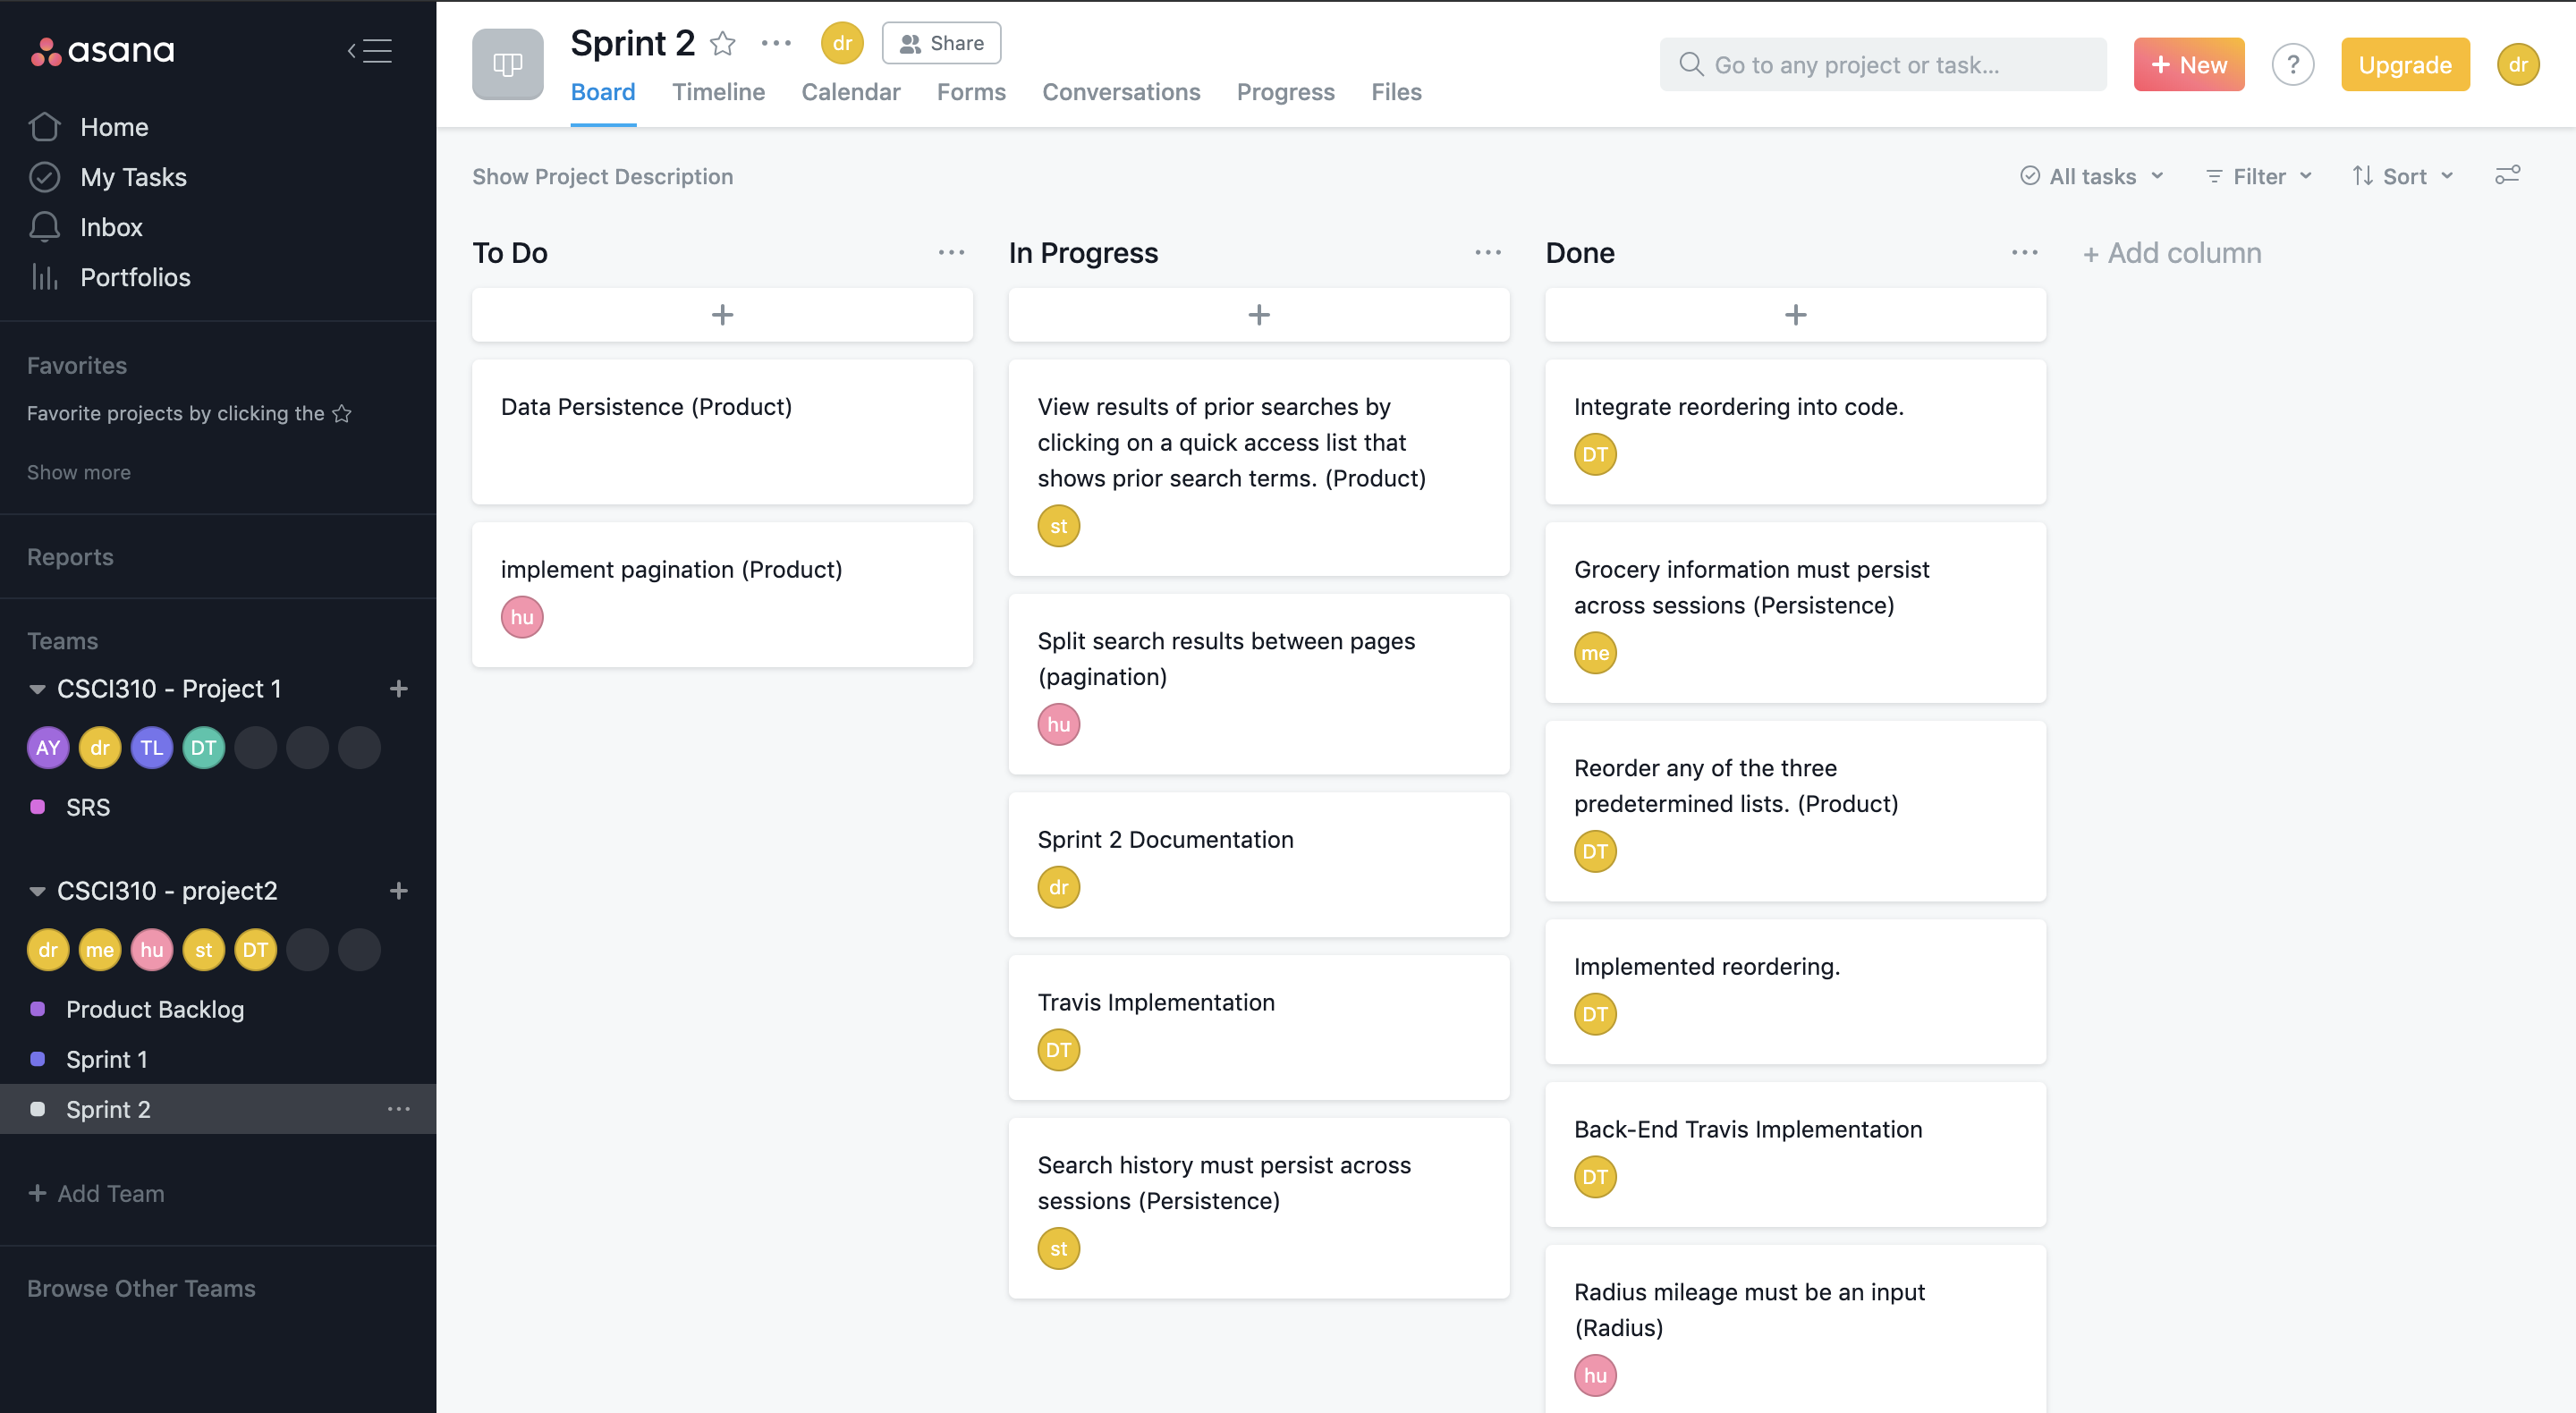 asana
Home
My Tasks
Inbox
Portfolios
Favorites
Favorite projects by clicking the
Show more
Reports
Teams
CSCI310 - Project 1
AY dr TL DT
SRS
CSCI310 - project2
dr me hu st DT
Product Backlog
Sprint 1
Sprint 2
+ Add Team
Browse Other Teams
Sprint 2
dr
Share
Board Timeline Calendar Forms Conversations Progress Files
Go to any project or task...
+ New
?
Upgrade
dr
Show Project Description
All tasks
Filter
Sort
To Do
+
Data Persistence (Product)
implement pagination (Product)
hu
In Progress
+
View results of prior searches by
clicking on a quick access list that
shows prior search terms. (Product)
st
Split search results between pages
(pagination)
hu
Sprint 2 Documentation
dr
Travis Implementation
DT
Search history must persist across
sessions (Persistence)
st
Done
+
Integrate reordering into code.
DT
Grocery information must persist
across sessions (Persistence)
me
Reorder any of the three
predetermined lists. (Product)
DT
Implemented reordering.
DT
Back-End Travis Implementation
DT
Radius mileage must be an input
(Radius)
hu
+ Add column